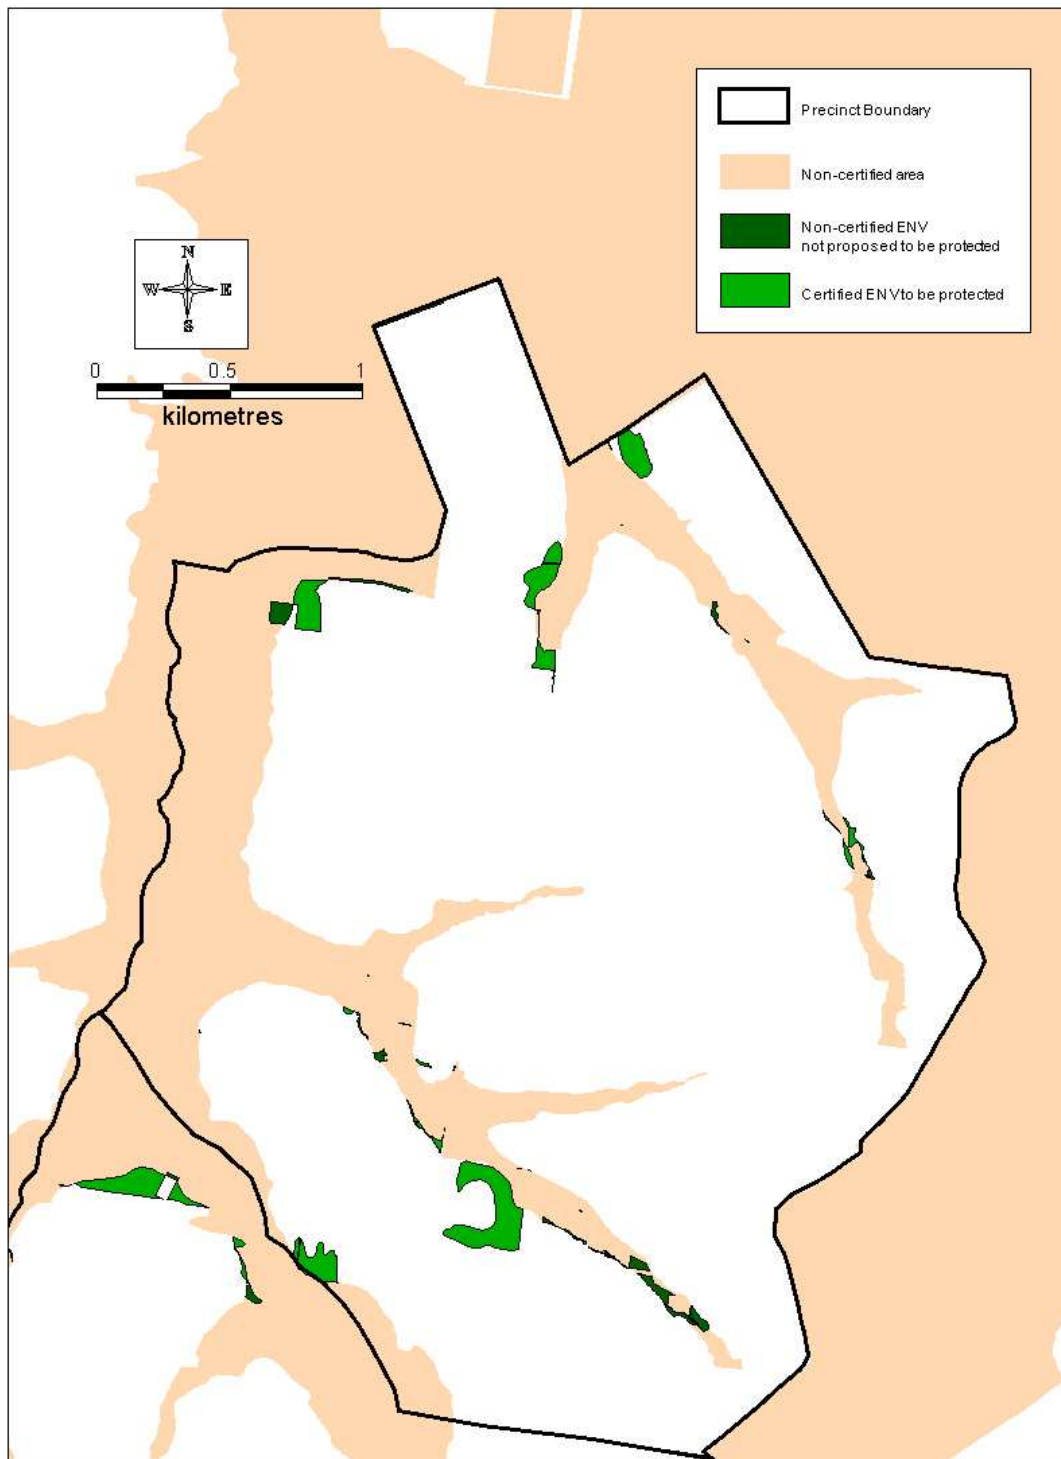 Precinct Boundary
Non-certified area
Non-certified ENV
not proposed to be protected
Certified ENV to be protected
N
W E
S
0 0.5 1
kilometres